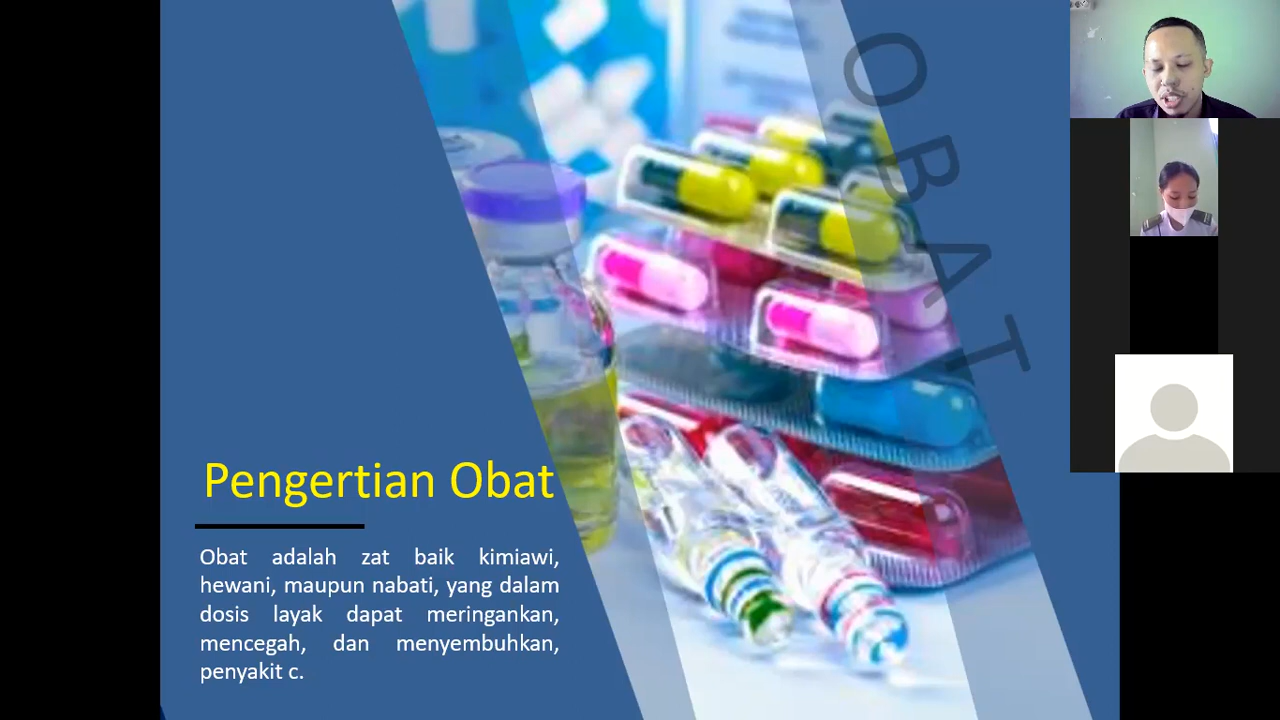 OBAT
Pengertian Obat
Obat adalah zat baik kimiawi,
hewani, maupun nabati, yang dalam
dosis layak dapat meringankan,
mencegah, dan menyembuhkan,
penyakit c.